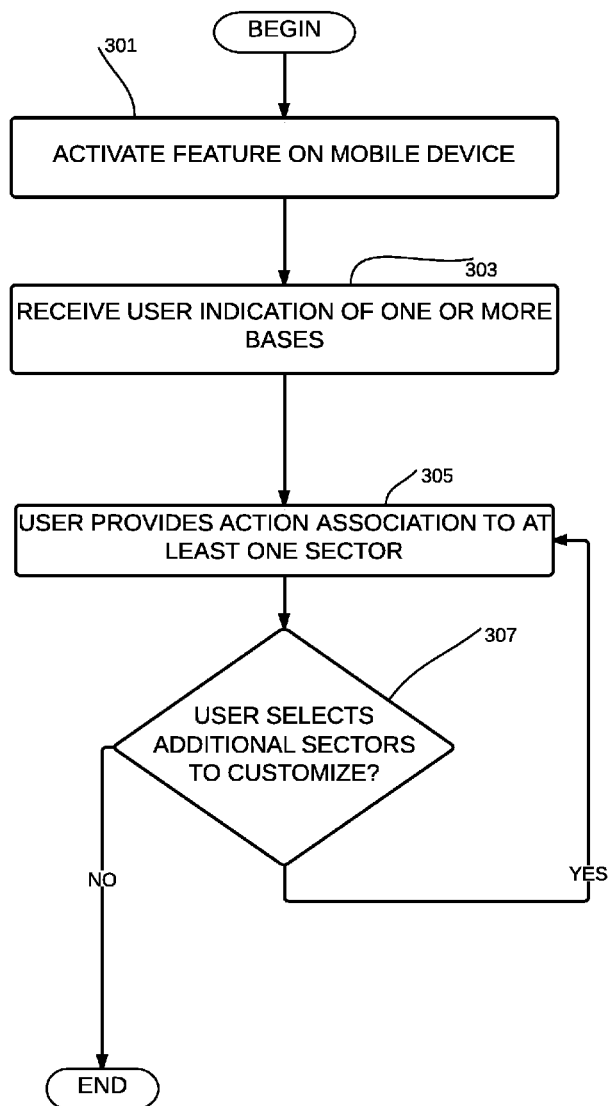 BEGIN
301
ACTIVATE FEATURE ON MOBILE DEVICE
303
RECEIVE USER INDICATION OF ONE OR MORE
BASES
305
USER PROVIDES ACTION ASSOCIATION TO AT
LEAST ONE SECTOR
307
USER SELECTS
ADDITIONAL SECTORS
TO CUSTOMIZE?
NO
YES
END